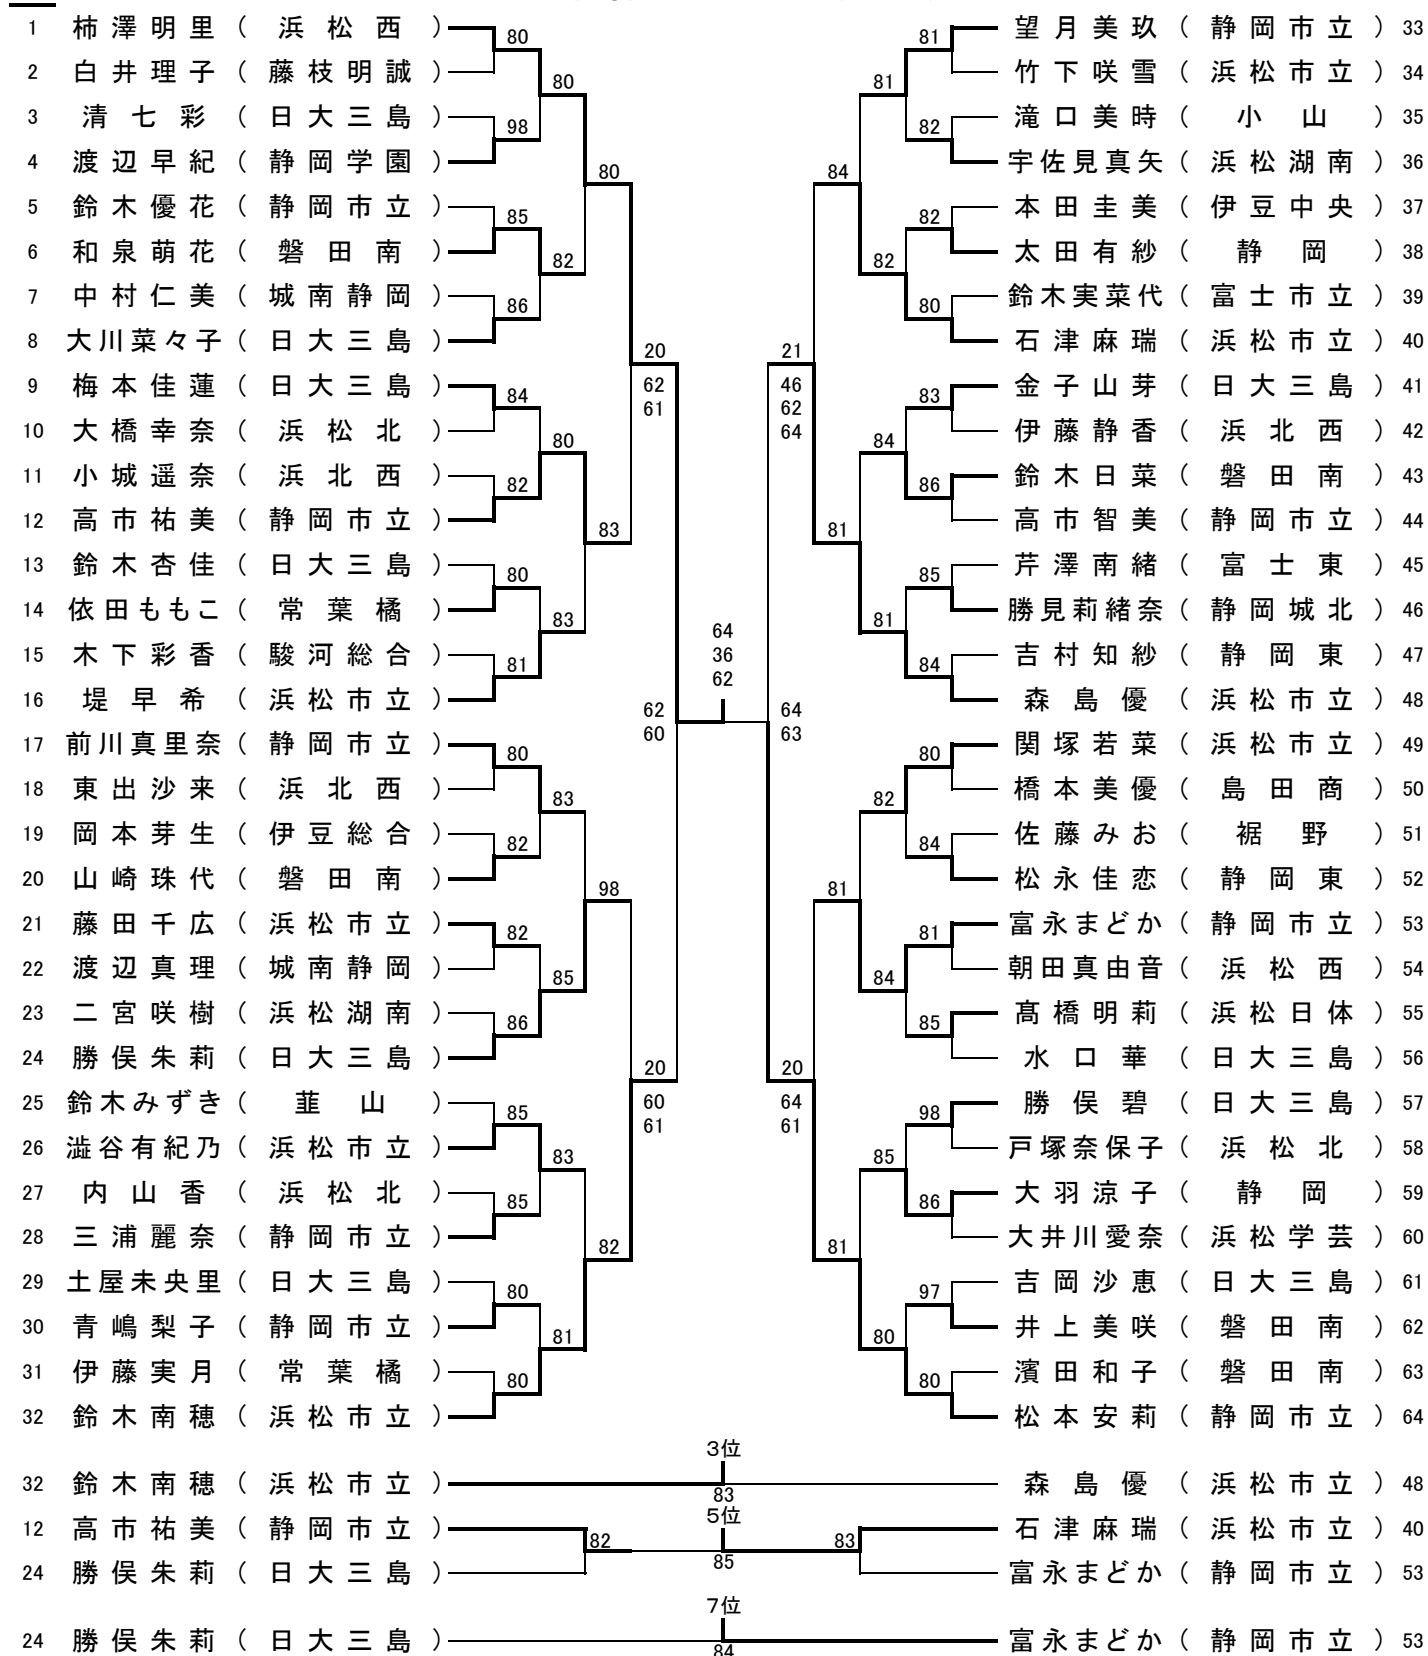 1 柿澤明里 ( 浜松西 ) 80 81 望月美玖 ( 静岡市立 ) 33
2 白井理子 ( 藤枝明誠 ) 80 81 竹下咲雪 ( 浜松市立 ) 34
3 清七彩 ( 日大三島 ) 98 82 滝口美時 ( 小山 ) 35
4 渡辺早紀 ( 静岡学園 ) 80 84 宇佐見真矢 ( 浜松湖南 ) 36
5 鈴木優花 ( 静岡市立 ) 85 82 本田圭美 ( 伊豆中央 ) 37
6 和泉萌花 ( 磐田南 ) 82 82 太田有紗 ( 静岡 ) 38
7 中村仁美 ( 城南静岡 ) 86 80 鈴木実菜代 ( 富士市立 ) 39
8 大川菜々子 ( 日大三島 ) 20 21 石津麻瑞 ( 浜松市立 ) 40
9 梅本佳蓮 ( 日大三島 ) 84 62 46 83 金子山芽 ( 日大三島 ) 41
61 62
10 大橋幸奈 ( 浜松北 ) 80 64 84 伊藤静香 ( 浜北西 ) 42
11 小城遥奈 ( 浜北西 ) 82 86 鈴木日菜 ( 磐田南 ) 43
12 高市祐美 ( 静岡市立 ) 83 81 高市智美 ( 静岡市立 ) 44
13 鈴木杏佳 ( 日大三島 ) 80 85 芹澤南緒 ( 富士東 ) 45
14 依田ももこ ( 常葉橘 ) 83 64 81 勝見莉緒奈 ( 静岡城北 ) 46
15 木下彩香 ( 駿河総合 ) 81 36 84 吉村知紗 ( 静岡東 ) 47
62
16 堤早希 ( 浜松市立 ) 62 64 森島優 ( 浜松市立 ) 48
17 前川真里奈 ( 静岡市立 ) 80 60 63 80 関塚若菜 ( 浜松市立 ) 49
18 東出沙来 ( 浜北西 ) 83 82 橋本美優 ( 島田商 ) 50
19 岡本芽生 ( 伊豆総合 ) 82 84 佐藤みお ( 裾野 ) 51
20 山崎珠代 ( 磐田南 ) 98 81 松永佳恋 ( 静岡東 ) 52
21 藤田千広 ( 浜松市立 ) 82 81 富永まどか ( 静岡市立 ) 53
22 渡辺真理 ( 城南静岡 ) 85 84 朝田真由音 ( 浜松西 ) 54
23 二宮咲樹 ( 浜松湖南 ) 86 85 髙橋明莉 ( 浜松日体 ) 55
24 勝俣朱莉 ( 日大三島 ) 20 20 水口華 ( 日大三島 ) 56
25 鈴木みずき ( 韮山 ) 85 60 64 98 勝俣碧 ( 日大三島 ) 57
61 61
26 澁谷有紀乃 ( 浜松市立 ) 83 85 戸塚奈保子 ( 浜松北 ) 58
27 内山香 ( 浜松北 ) 85 86 大羽涼子 ( 静岡 ) 59
28 三浦麗奈 ( 静岡市立 ) 82 81 大井川愛奈 ( 浜松学芸 ) 60
29 土屋未央里 ( 日大三島 ) 80 97 吉岡沙恵 ( 日大三島 ) 61
30 青嶋梨子 ( 静岡市立 ) 81 80 井上美咲 ( 磐田南 ) 62
31 伊藤実月 ( 常葉橘 ) 80 80 濱田和子 ( 磐田南 ) 63
32 鈴木南穂 ( 浜松市立 ) 松本安莉 ( 静岡市立 ) 64
3位
32 鈴木南穂 ( 浜松市立 ) 83 森島優 ( 浜松市立 ) 48
5位
12 高市祐美 ( 静岡市立 ) 82 83 石津麻瑞 ( 浜松市立 ) 40
24 勝俣朱莉 ( 日大三島 ) 85 富永まどか ( 静岡市立 ) 53
7位
24 勝俣朱莉 ( 日大三島 ) 84 富永まどか ( 静岡市立 ) 53